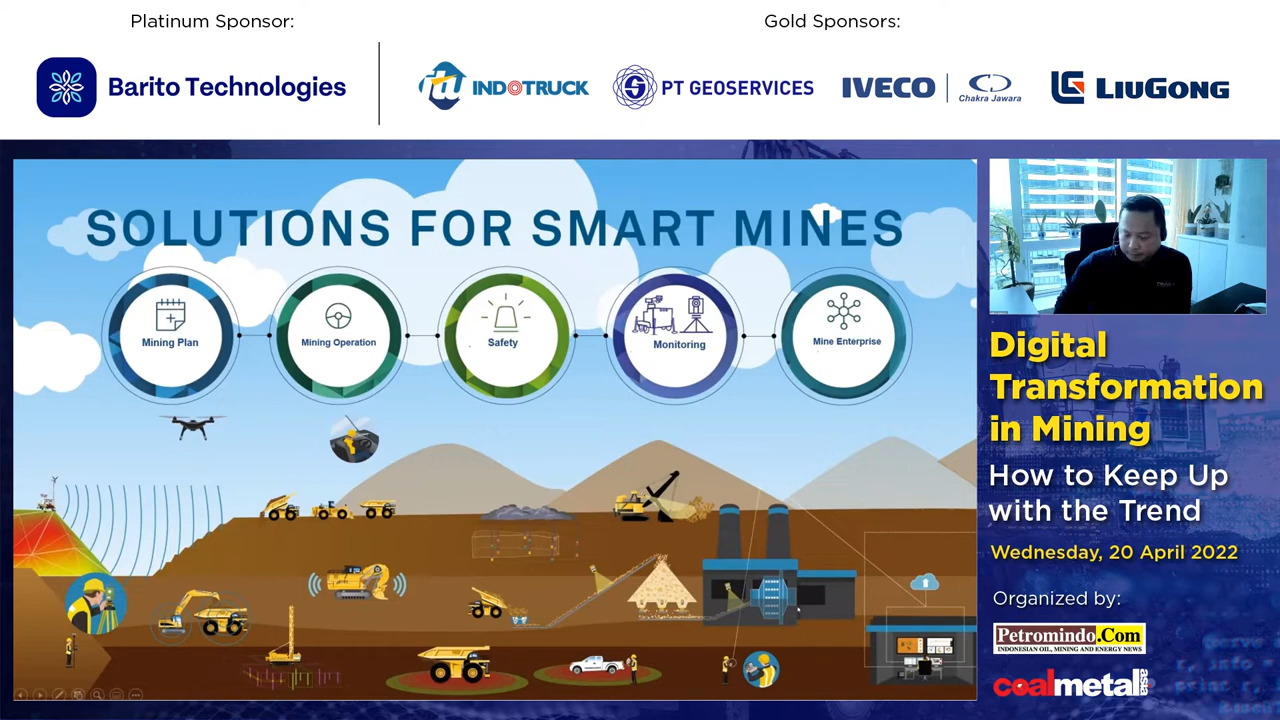 Platinum Sponsor:
Gold Sponsors:
Barito Technologies
INDOTRUCK
PT GEOSERVICES
IVECO
Chakra Jawara
LIUGONG
SOLUTIONS FOR SMART MINES
Mining Plan
Mining Operation
Safety
Monitoring
Mine Enterprise
Digital
Transformation
in Mining
How to Keep Up
with the Trend
Wednesday, 20 April 2022
Organized by:
Petromindo.Com
INDONESIAN OIL, MINING AND ENERGY NEWS
coalmetal asia